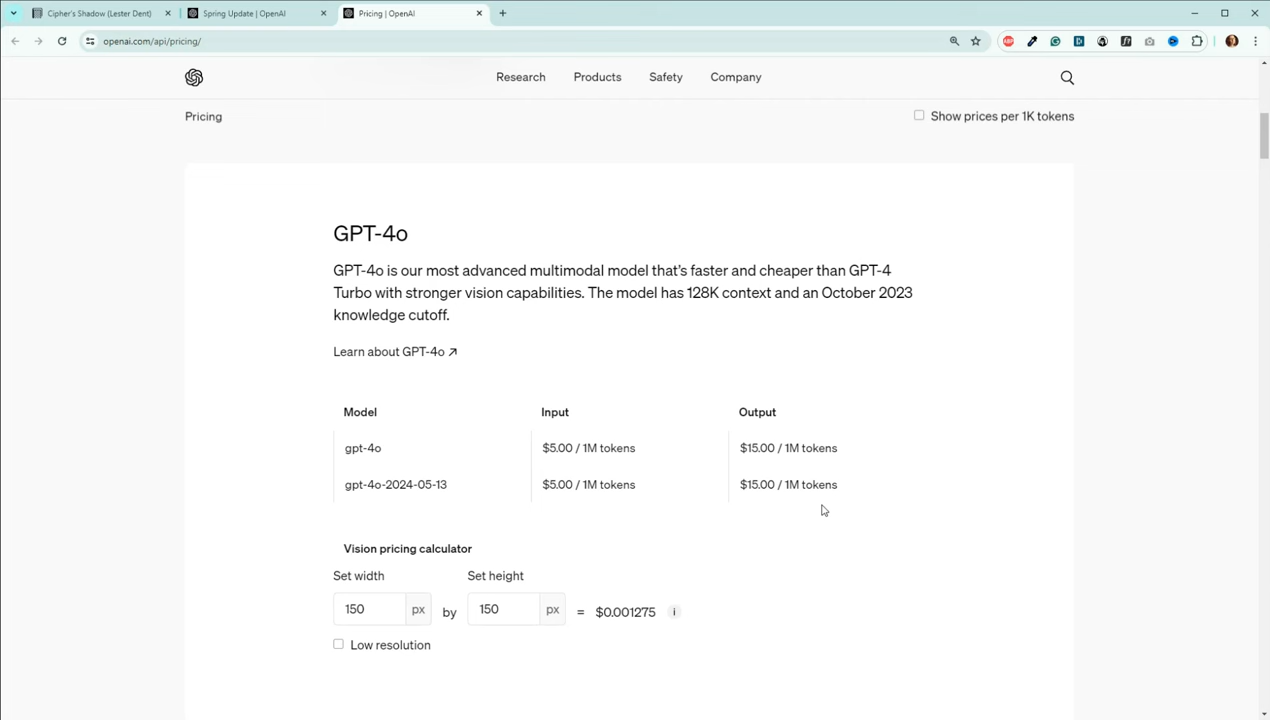 Cipher's Shadow (Lester Dent)
Spring Update | OpenAI
Pricing | OpenAI
openai.com/api/pricing/
Research Products Safety Company
Pricing
Show prices per 1K tokens
GPT-4o
GPT-4o is our most advanced multimodal model that's faster and cheaper than GPT-4
Turbo with stronger vision capabilities. The model has 128K context and an October 2023
knowledge cutoff.
Learn about GPT-4o ↗
Model Input Output
gpt-4o $5.00 / 1M tokens $15.00 / 1M tokens
gpt-4o-2024-05-13 $5.00 / 1M tokens $15.00 / 1M tokens
Vision pricing calculator
Set width Set height
150 px by 150 px = $0.001275 i
Low resolution